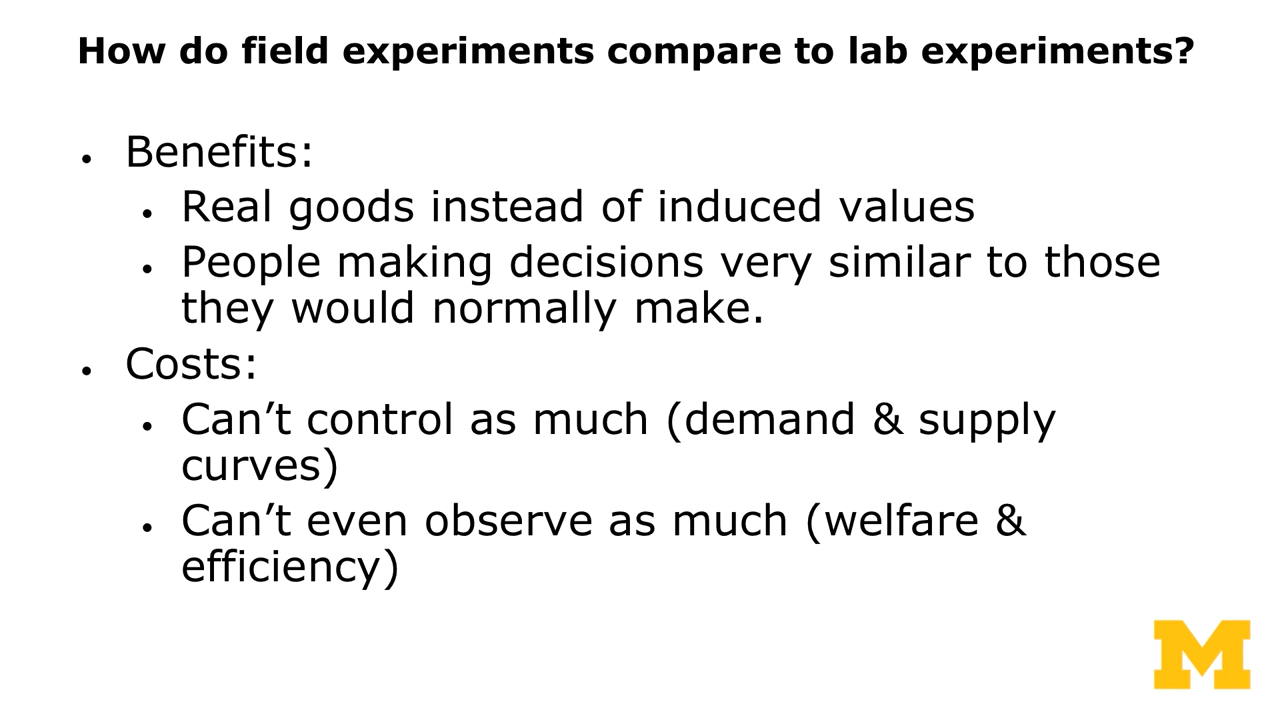 How do field experiments compare to lab experiments?
• Benefits:
• Real goods instead of induced values
• People making decisions very similar to those
they would normally make.
• Costs:
• Can’t control as much (demand & supply
curves)
• Can’t even observe as much (welfare &
efficiency)
M